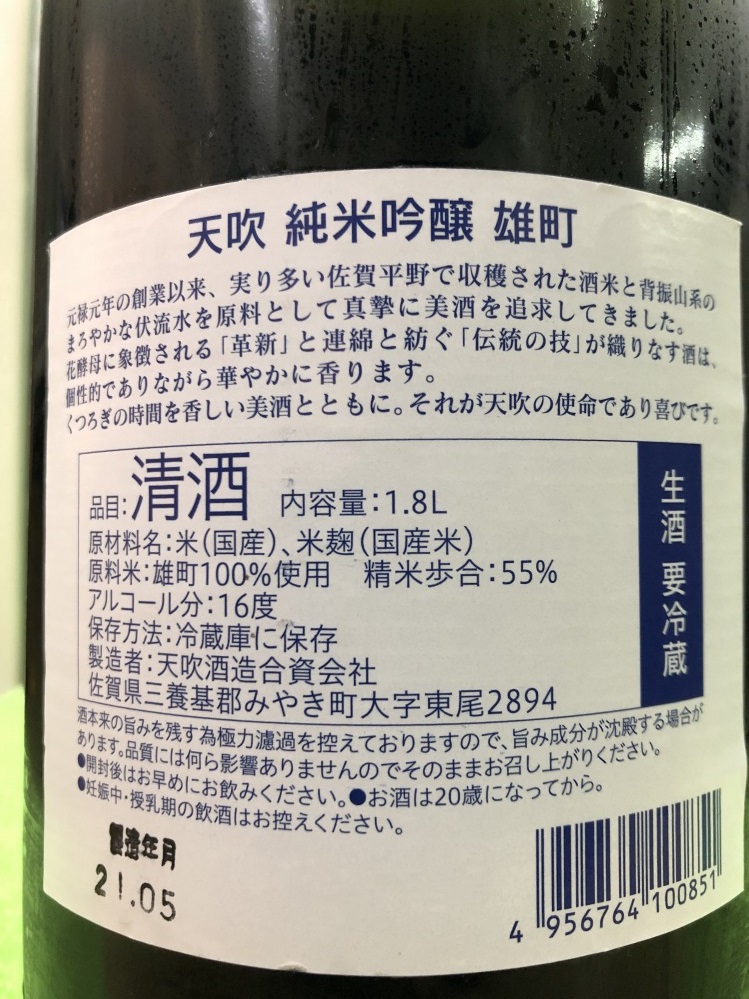 天吹 純米吟醸 雄町
元禄元年の創業以来、実り多い佐賀平野で収穫された酒米と背振山系の
まろやかな伏流水を原料として真摯に美酒を追求してきました。
花酵母に象徴される「革新」と連綿と紡ぐ「伝統の技」が織りなす酒は、
個性的でありながら華やかに香ります。
くつろぎの時間を香しい美酒とともに。それが天吹の使命であり喜びです。
品目:清酒 内容量:1.8L
原材料名:米(国産)、米麹(国産米)
原料米:雄町100%使用 精米歩合:55%
アルコール分:16度
保存方法:冷蔵庫に保存
製造者:天吹酒造合資会社
佐賀県三養基郡みやき町大字東尾2894
生酒 要冷蔵
酒本来の旨みを残す為極力濾過を控えておりますので、旨み成分が沈殿する場合が
あります。品質には何ら影響ありませんのでそのままお召し上がりください。
●開封後はお早めにお飲みください。●お酒は20歳になってから。
●妊娠中・授乳期の飲酒はお控えください。
製造年月
21.05
4 956764 100851